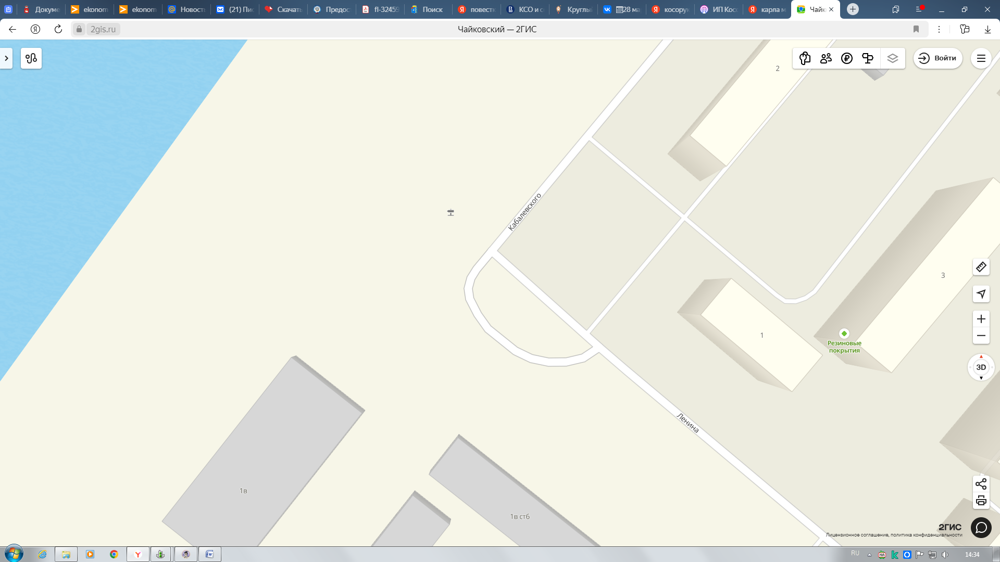 Докуме
ekonom
ekonom
Новост
(21) Пис
Скачать
Предос
fl-32459
Поиск
повестк
КСО и с
Круглы
28 ма
косорук
ИП Кос
карла м
Чайк
2gis.ru
Чайковский — 2ГИС
Войти
2
Кабалевского
3
1
Резиновые
покрытия
3D
Ленина
1в
1в ст6
2ГИС
Лицензионное соглашение, политика конфиденциальности
RU
14:34